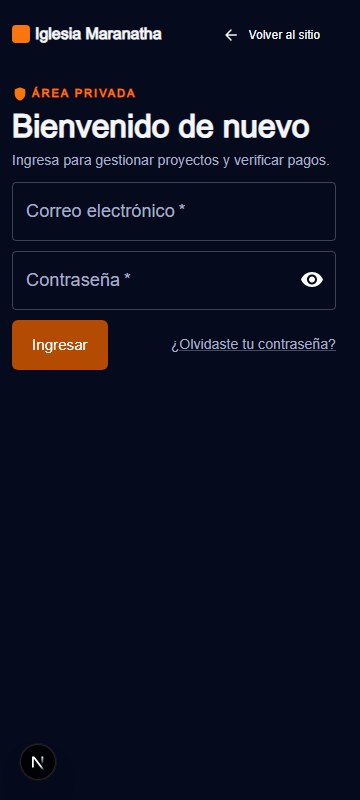 Iglesia Maranatha
Volver al sitio
ÁREA PRIVADA
Bienvenido de nuevo
Ingresa para gestionar proyectos y verificar pagos.
Correo electrónico *
Contraseña *
Ingresar
¿Olvidaste tu contraseña?
N